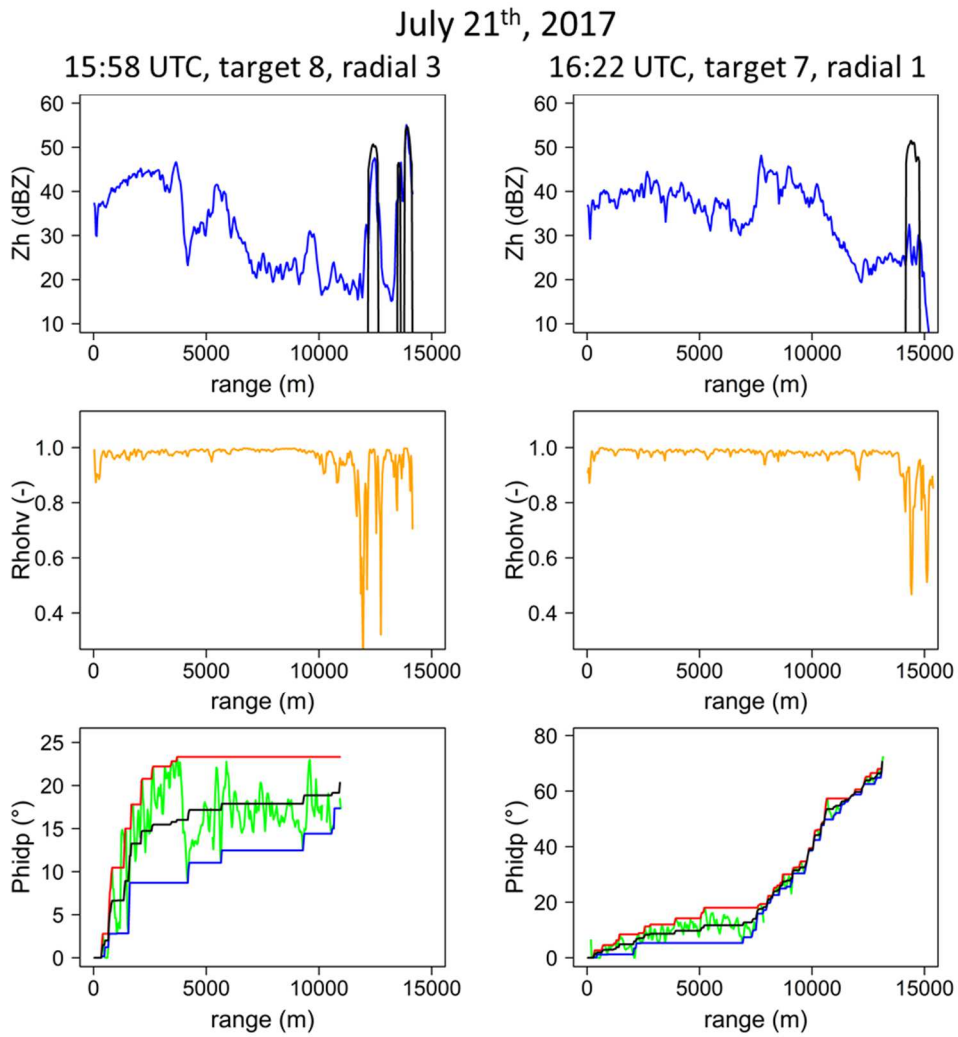 July 21th, 2017
15:58 UTC, target 8, radial 3
16:22 UTC, target 7, radial 1
Zh (dBZ)
60
50
40
30
20
10
0 5000 10000 15000
range (m)
Zh (dBZ)
60
50
40
30
20
10
0 5000 10000 15000
range (m)
Rhohv (-)
1.0
0.8
0.6
0.4
0 5000 10000 15000
range (m)
Rhohv (-)
1.0
0.8
0.6
0.4
0 5000 10000 15000
range (m)
Phidp (°)
25
20
15
10
5
0
0 5000 10000 15000
range (m)
Phidp (°)
80
60
40
20
0
0 5000 10000 15000
range (m)